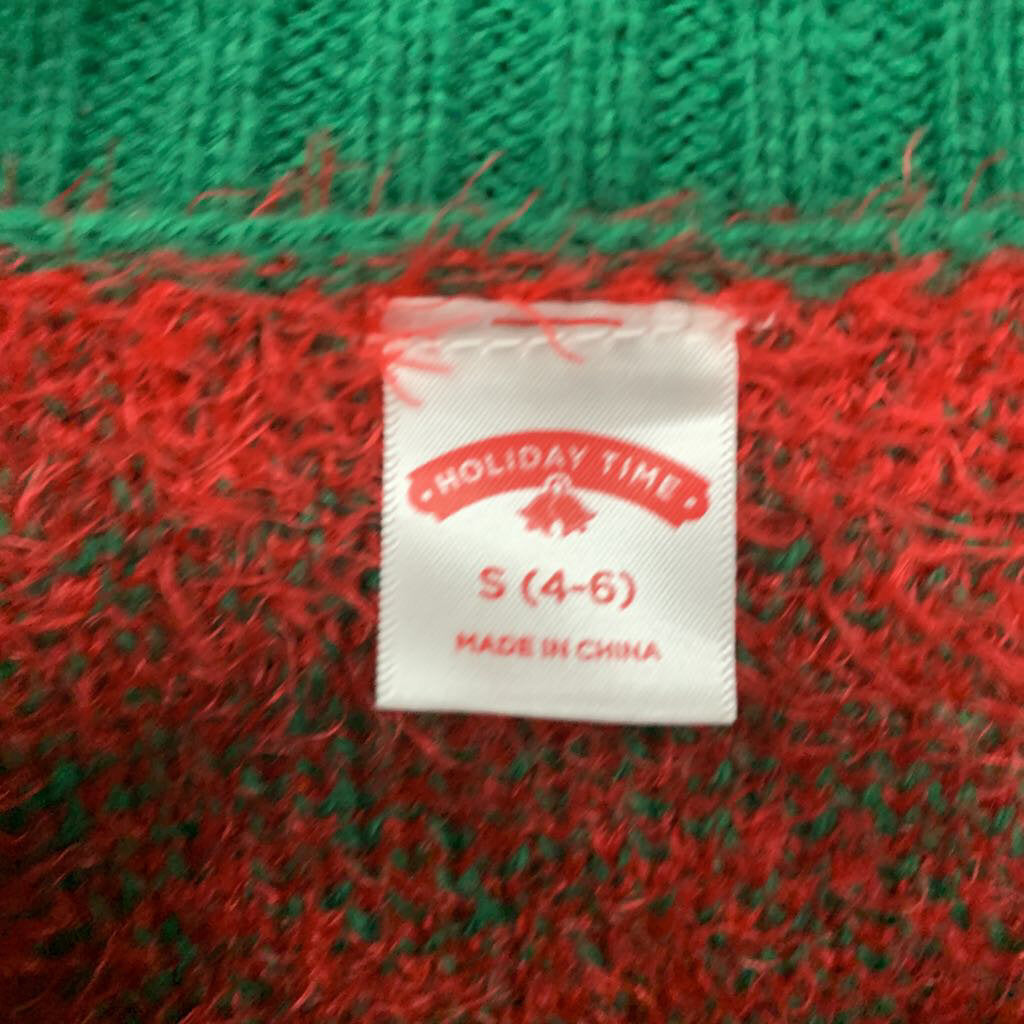 • HOLIDAY TIME •
S (4-6)
MADE IN CHINA